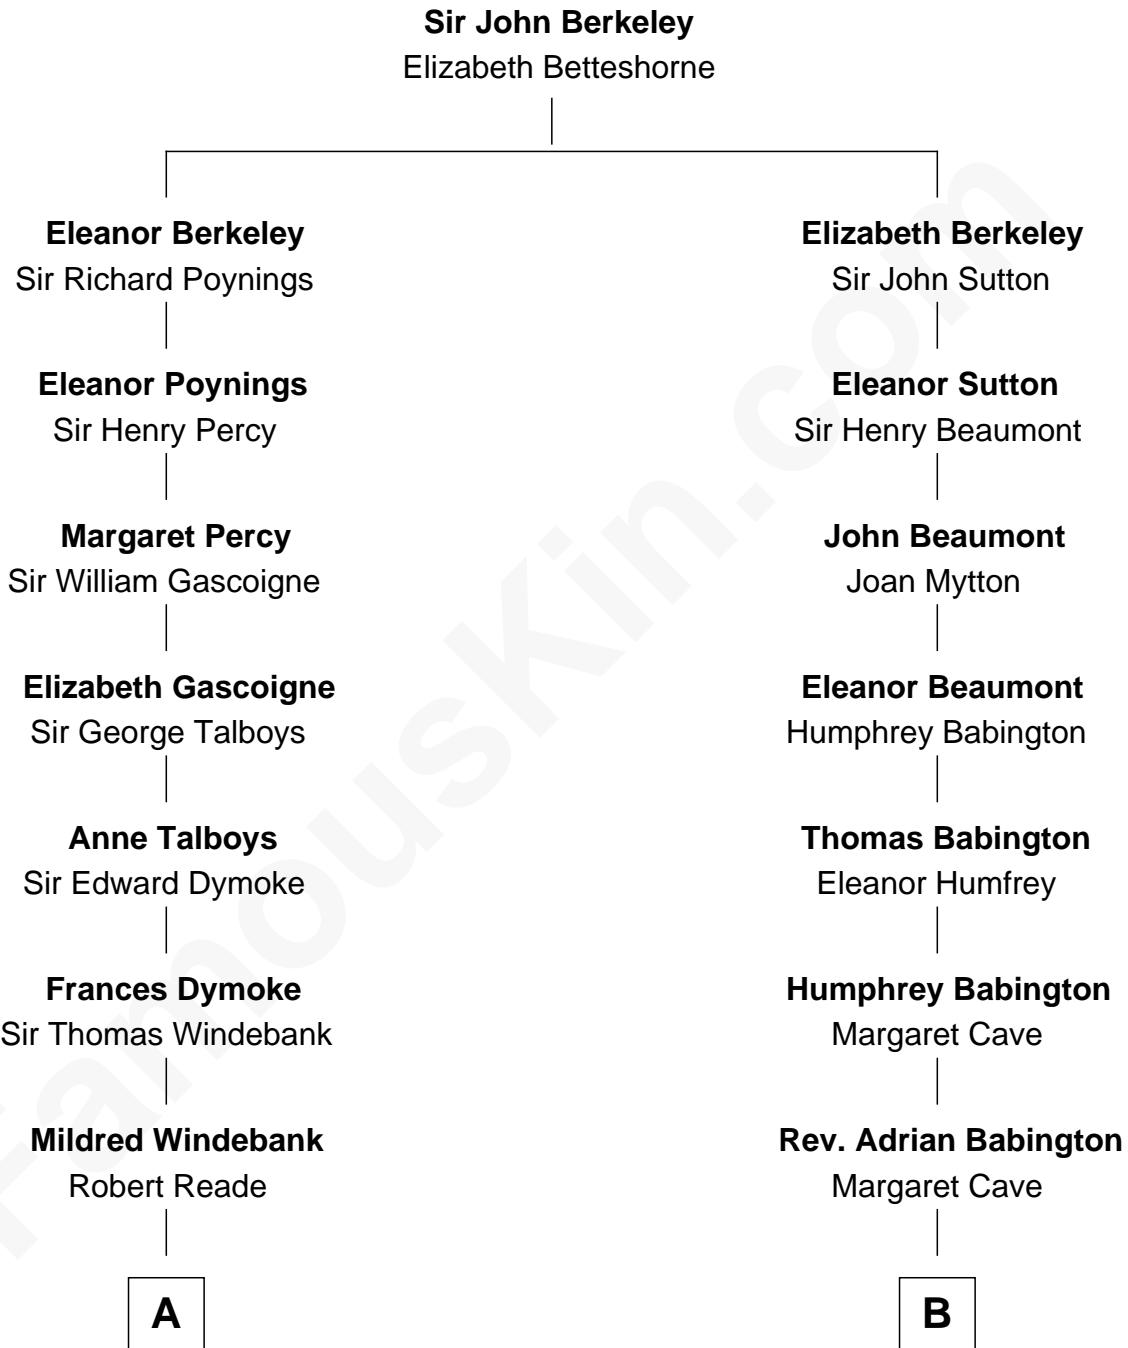 Sir John Berkeley
Elizabeth Betteshorne
Eleanor Berkeley
Sir Richard Poynings
Elizabeth Berkeley
Sir John Sutton
Eleanor Poynings
Sir Henry Percy
Eleanor Sutton
Sir Henry Beaumont
Margaret Percy
Sir William Gascoigne
John Beaumont
Joan Mytton
Elizabeth Gascoigne
Sir George Talboys
Eleanor Beaumont
Humphrey Babington
Anne Talboys
Sir Edward Dymoke
Thomas Babington
Eleanor Humfrey
Frances Dymoke
Sir Thomas Windebank
Humphrey Babington
Margaret Cave
Mildred Windebank
Robert Reade
Rev. Adrian Babington
Margaret Cave
A
B
FamousKin.com